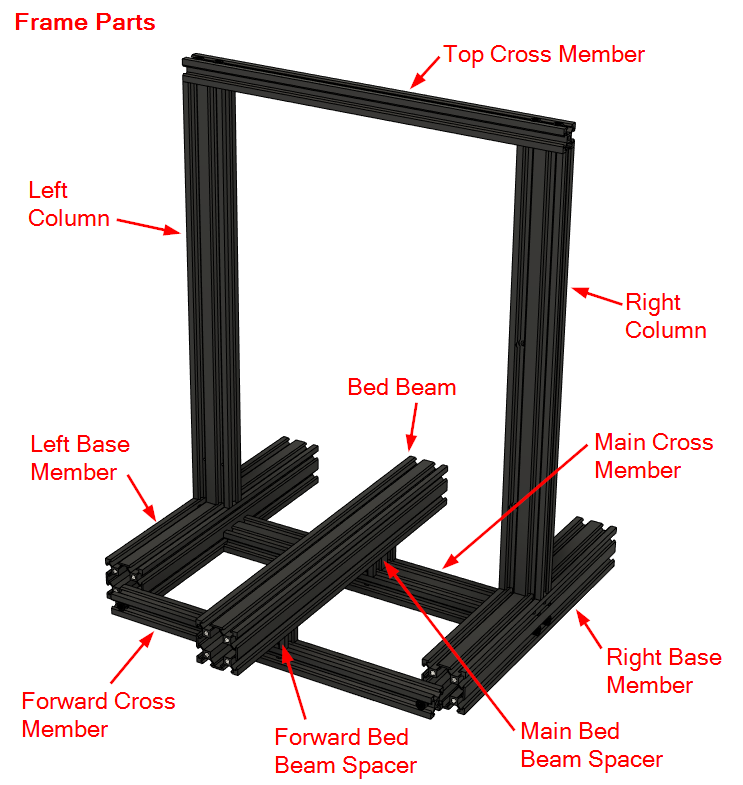 Frame Parts
Top Cross Member
Left
Column
Right
Column
Bed Beam
Left Base
Member
Main Cross
Member
Right Base
Member
Forward Cross
Member
Forward Bed
Beam Spacer
Main Bed
Beam Spacer